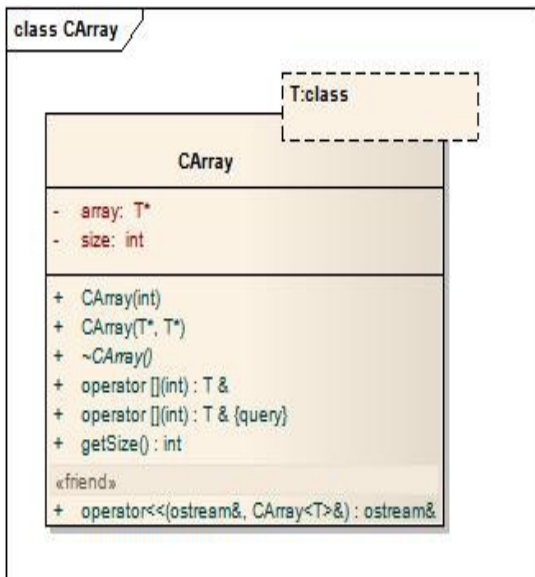 class CArray
T:class
CArray
- array: T*
- size: int
+ CArray(int)
+ CArray(T*, T*)
+ ~CArray()
+ operator [](int) : T &
+ operator [](int) : T & {query}
+ getSize() : int
«friend»
+ operator<<(ostream&, CArray<T>&) : ostream&